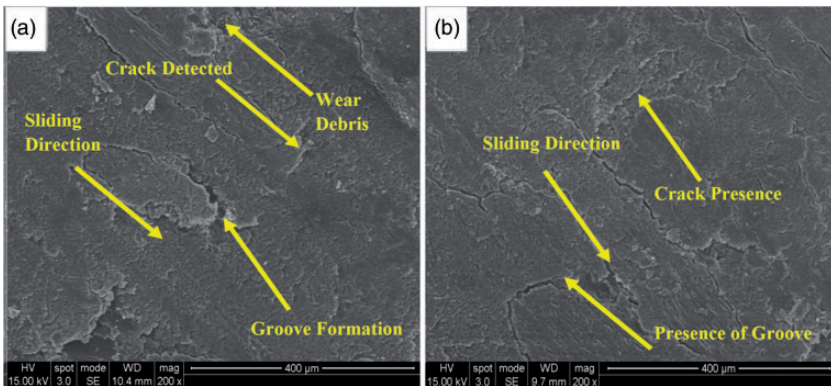 (a)
Crack Detected
Wear
Debris
Sliding
Direction
Groove Formation
HV spot mode WD mag
15.00 kV 3.0 SE 10.4 mm 200 x
400 µm
(b)
Sliding Direction
Crack Presence
Presence of Groove
HV spot mode WD mag
15.00 kV 3.0 SE 9.7 mm 200 x
400 µm